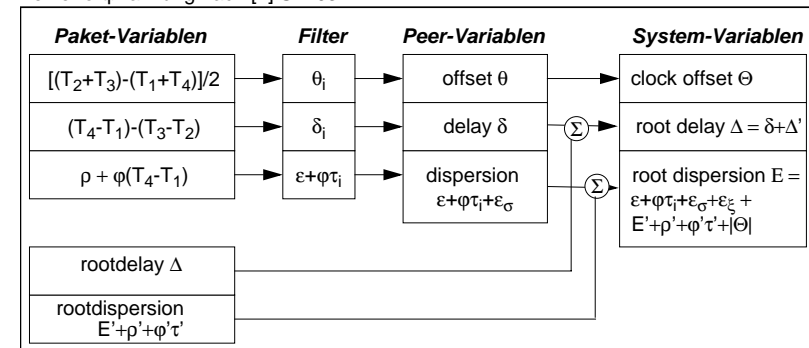 Paket-Variablen Filter Peer-Variablen System-Variablen
[(T2+T3)-(T1+T4)]/2 θi offset θ clock offset Θ
(T4-T1)-(T3-T2) δi delay δ Σ root delay Δ = δ+Δ'
ρ + φ(T4-T1) ε+φτi dispersion
ε+φτi+εσ
Σ
root dispersion E =
ε+φτi+εσ+εξ +
E'+ρ'+φ'τ'+|Θ|
rootdelay Δ
rootdispersion
E'+ρ'+φ'τ'